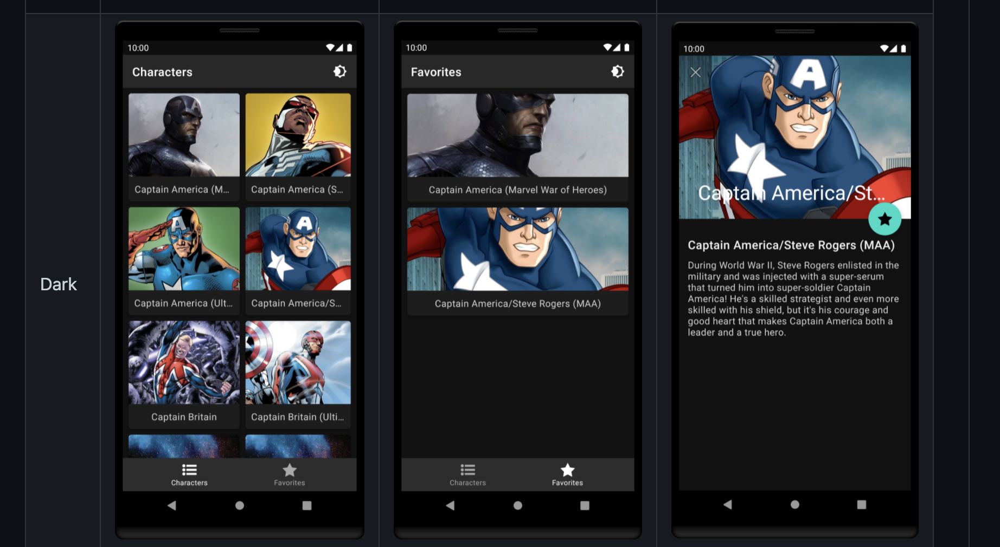 Dark
10:00
Characters
Captain America (M...
Captain America (S...
Captain America (Ult...
Captain America/S...
Captain Britain
Captain Britain (Ulti...
Characters
Favorites
10:00
Favorites
Captain America (Marvel War of Heroes)
Captain America/Steve Rogers (MAA)
Characters
Favorites
10:00
A
Captain America/St...
Captain America/Steve Rogers (MAA)
During World War II, Steve Rogers enlisted in the
military and was injected with a super-serum
that turned him into super-soldier Captain
America! He's a skilled strategist and even more
skilled with his shield, but it's his courage and
good heart that makes Captain America both a
leader and a true hero.